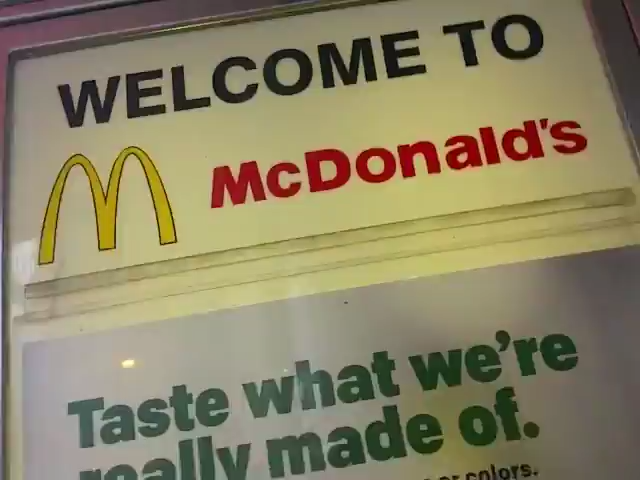 WELCOME TO
McDonald's
Taste what we're
really made of.
colors.